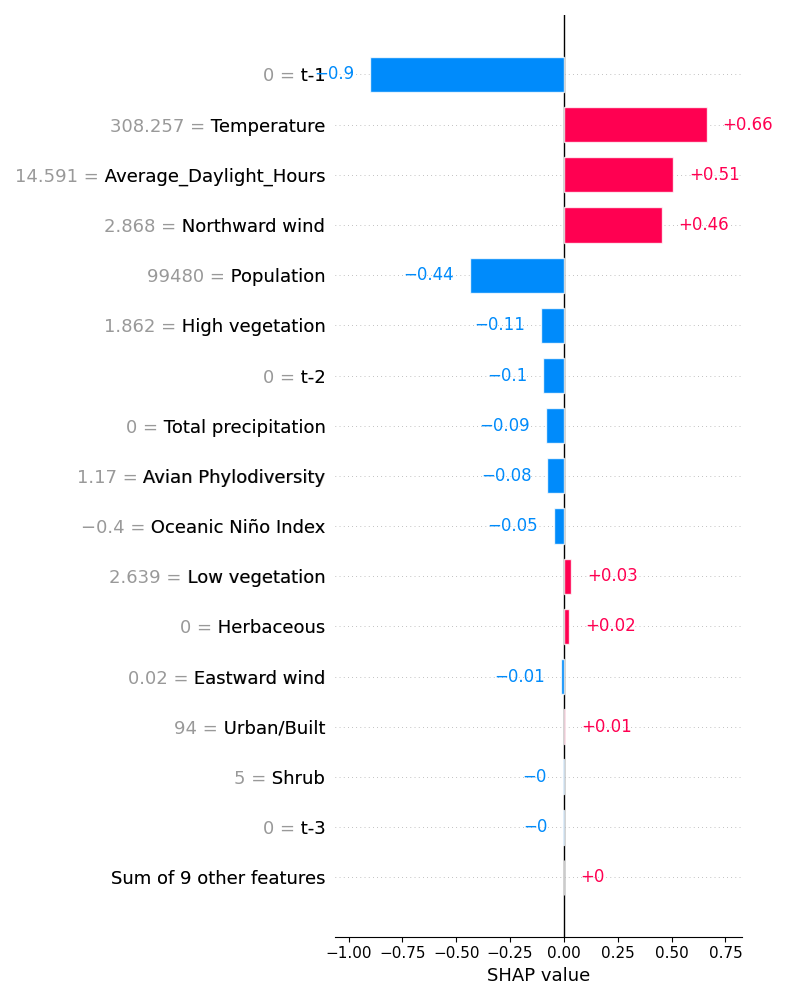 0 = t-1 −0.9
308.257 = Temperature +0.66
14.591 = Average_Daylight_Hours +0.51
2.868 = Northward wind +0.46
99480 = Population −0.44
1.862 = High vegetation −0.11
0 = t-2 −0.1
0 = Total precipitation −0.09
1.17 = Avian Phylodiversity −0.08
−0.4 = Oceanic Niño Index −0.05
2.639 = Low vegetation +0.03
0 = Herbaceous +0.02
0.02 = Eastward wind −0.01
94 = Urban/Built +0.01
5 = Shrub −0
0 = t-3 −0
Sum of 9 other features +0
−1.00 −0.75 −0.50 −0.25 0.00 0.25 0.50 0.75
SHAP value